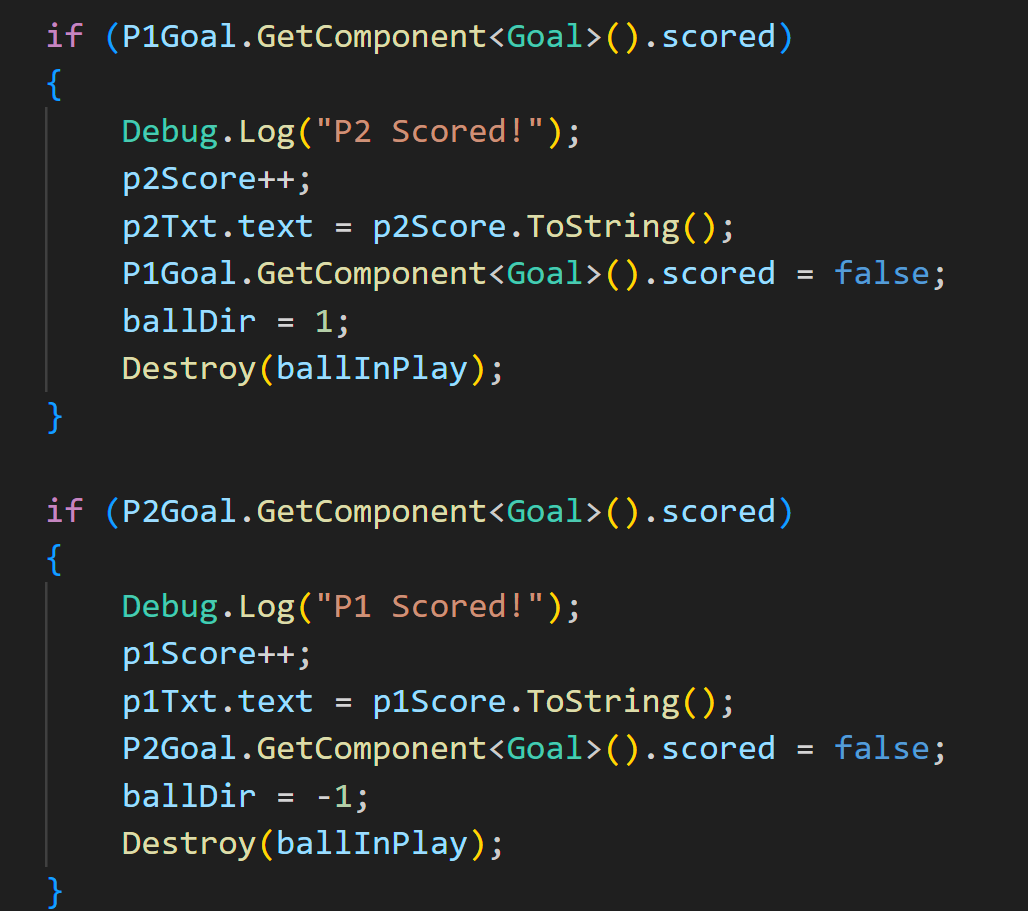 if (P1Goal.GetComponent<Goal>().scored)
{
Debug.Log("P2 Scored!");
p2Score++;
p2Txt.text = p2Score.ToString();
P1Goal.GetComponent<Goal>().scored = false;
ballDir = 1;
Destroy(ballInPlay);
}
if (P2Goal.GetComponent<Goal>().scored)
{
Debug.Log("P1 Scored!");
p1Score++;
p1Txt.text = p1Score.ToString();
P2Goal.GetComponent<Goal>().scored = false;
ballDir = -1;
Destroy(ballInPlay);
}